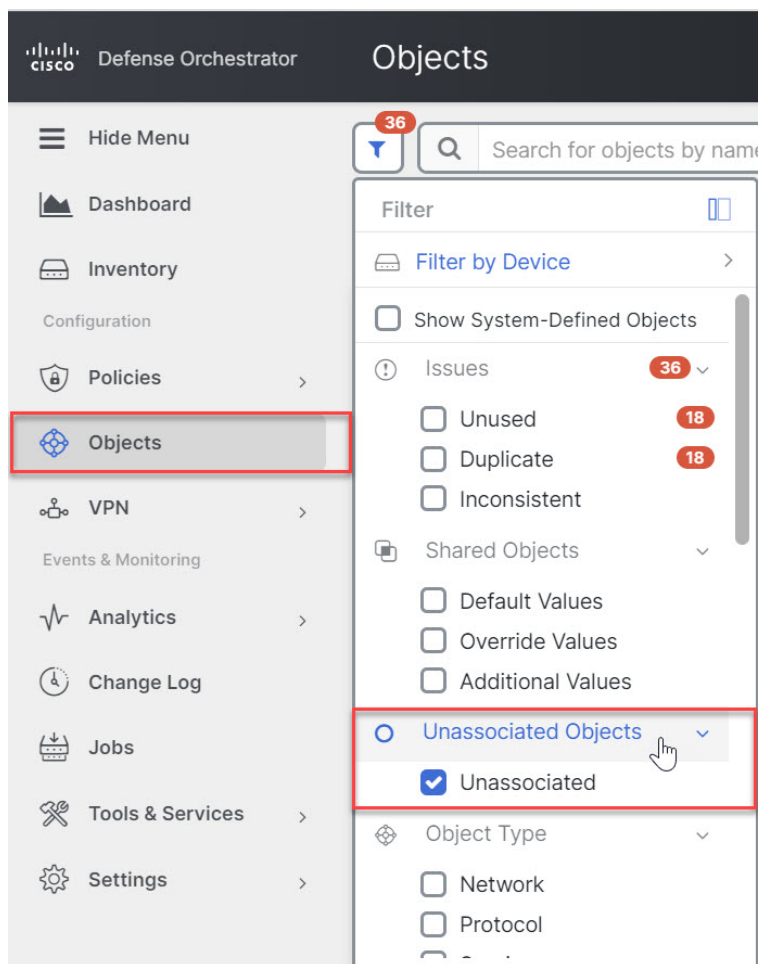 cisco Defense Orchestrator
Objects
Hide Menu
Dashboard
Inventory
Configuration
Policies
Objects
VPN
Events & Monitoring
Analytics
Change Log
Jobs
Tools & Services
Settings
36
Search for objects by name
Filter
Filter by Device
Show System-Defined Objects
Issues 36
Unused 18
Duplicate 18
Inconsistent
Shared Objects
Default Values
Override Values
Additional Values
Unassociated Objects
Unassociated
Object Type
Network
Protocol